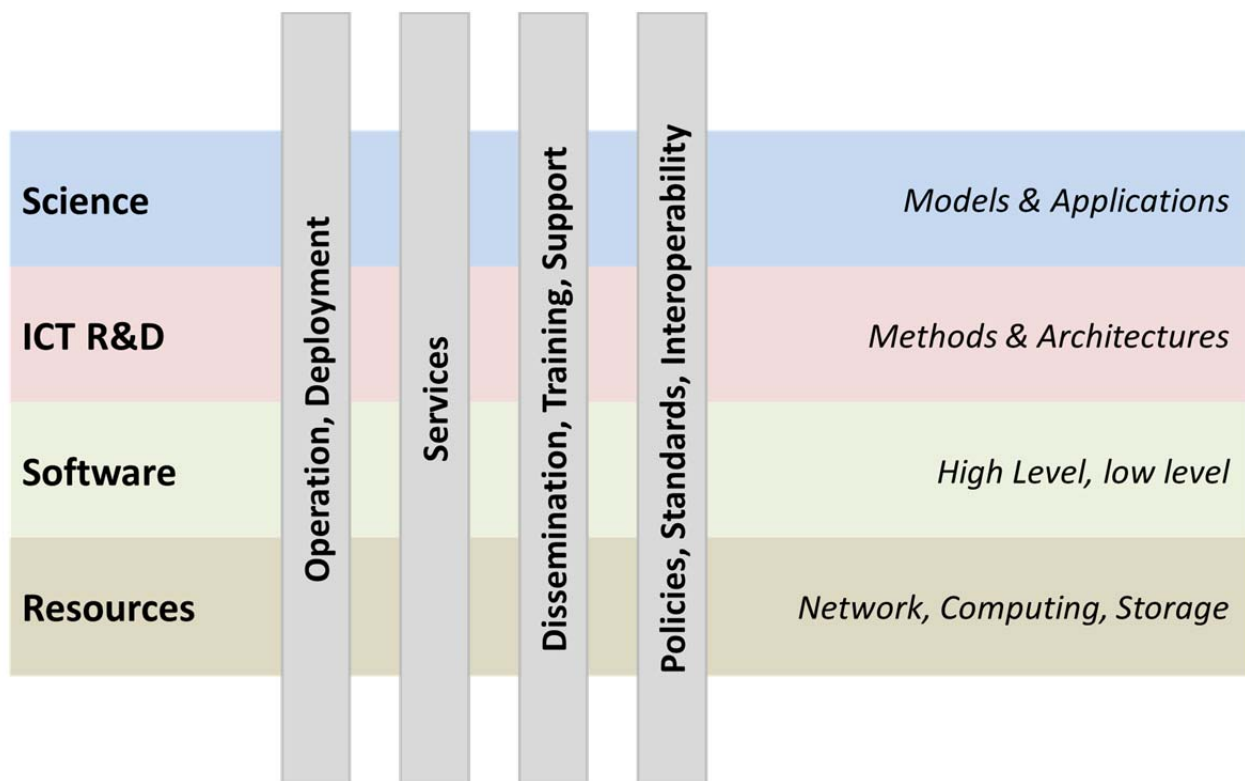 Science
Models & Applications
ICT R&D
Methods & Architectures
Software
High Level, low level
Resources
Network, Computing, Storage
Operation, Deployment
Services
Dissemination, Training, Support
Policies, Standards, Interoperability